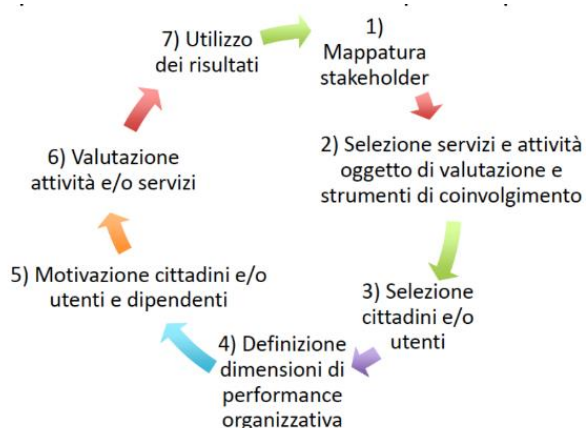 1)
Mappatura
stakeholder
2) Selezione servizi e attività
oggetto di valutazione e
strumenti di coinvolgimento
3) Selezione
cittadini e/o
utenti
4) Definizione
dimensioni di
performance
organizzativa
5) Motivazione cittadini e/o
utenti e dipendenti
6) Valutazione
attività e/o servizi
7) Utilizzo
dei risultati